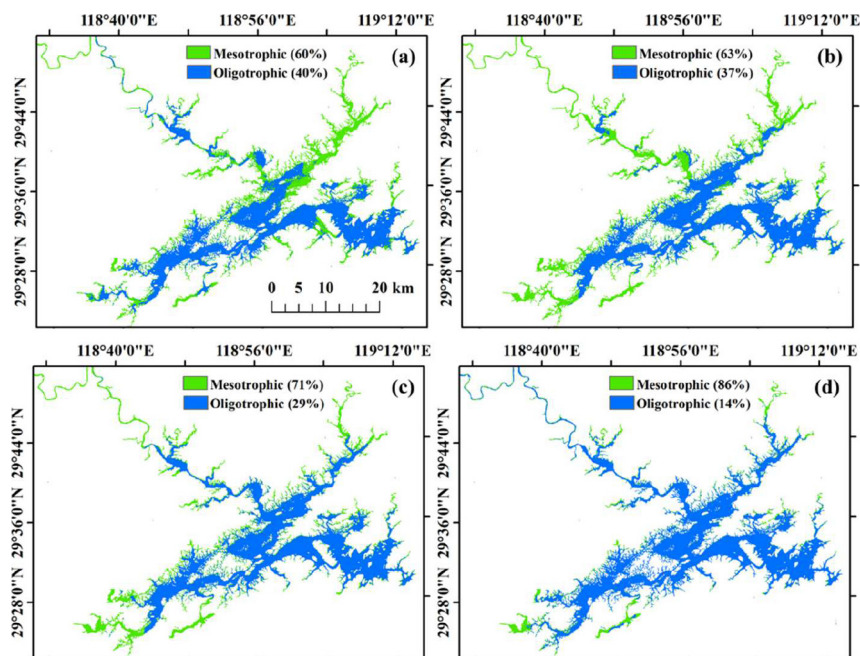 118°40'0"E 118°56'0"E 119°12'0"E
118°40'0"E 118°56'0"E 119°12'0"E
Mesotrophic (60%) (a)
Oligotrophic (40%)
Mesotrophic (63%) (b)
Oligotrophic (37%)
29°44'0"N
29°36'0"N
29°28'0"N
29°44'0"N
29°36'0"N
29°28'0"N
0 5 10 20 km
118°40'0"E 118°56'0"E 119°12'0"E
118°40'0"E 118°56'0"E 119°12'0"E
Mesotrophic (71%) (c)
Oligotrophic (29%)
Mesotrophic (86%) (d)
Oligotrophic (14%)
29°44'0"N
29°36'0"N
29°28'0"N
29°44'0"N
29°36'0"N
29°28'0"N